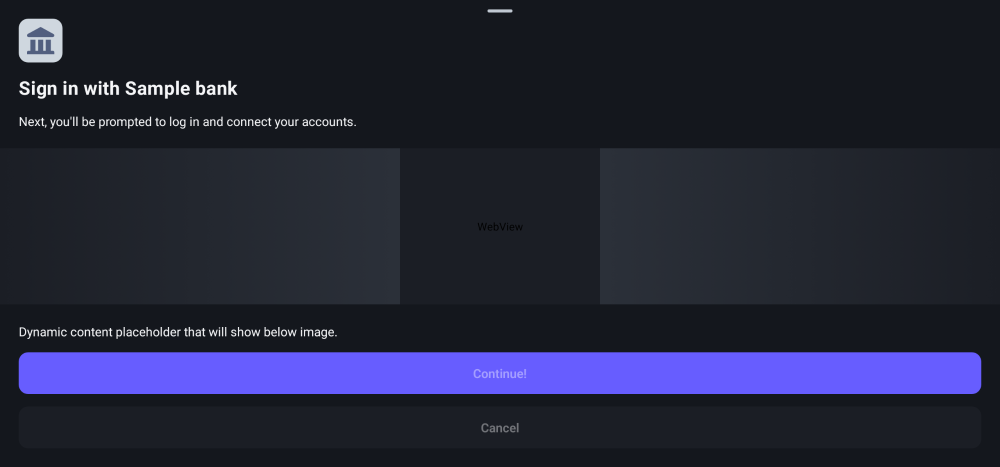 Sign in with Sample bank
Next, you'll be prompted to log in and connect your accounts.
WebView
Dynamic content placeholder that will show below image.
Continue!
Cancel